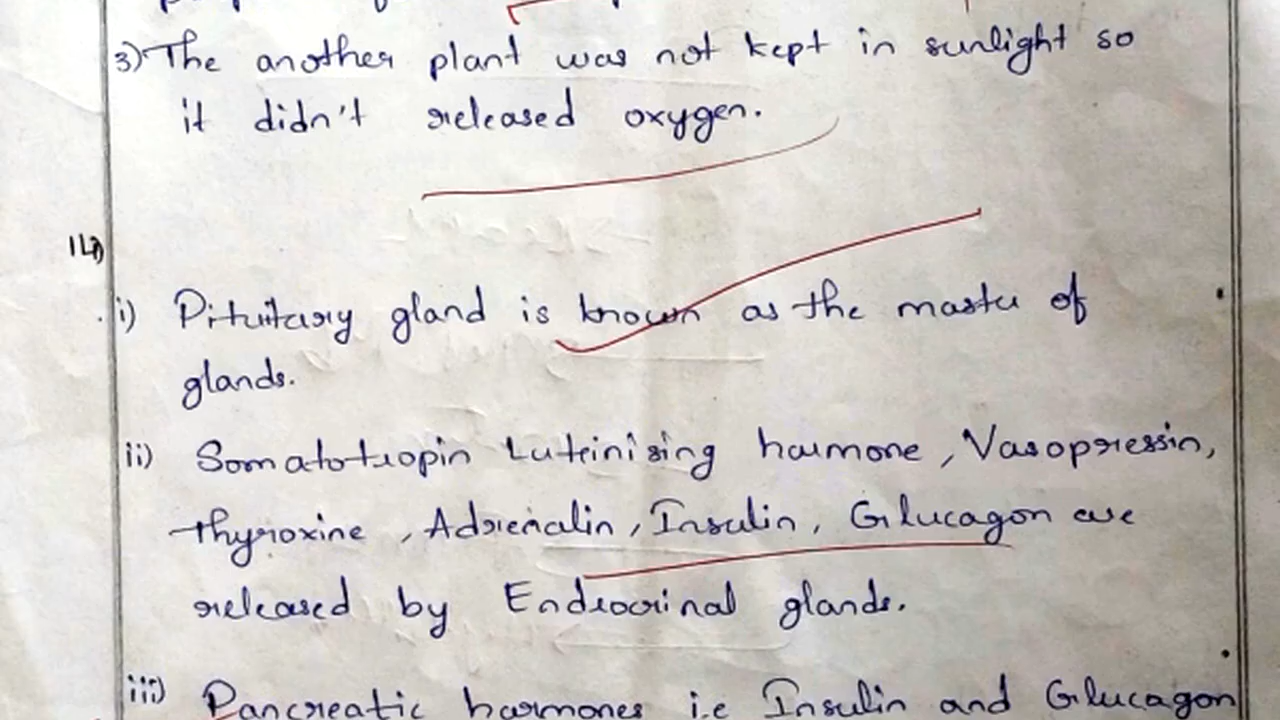 3) The another plant was not kept in sunlight so
it didn't released oxygen.
14)
i) Pituitary gland is known as the master of
glands.
ii) Somatotropin Luteinising harmone, Vasopressin,
Thyroxine, Adrenalin, Insulin, Glucagon are
released by Endrocrinal glands.
iii) Pancreatic harmones i.e Insulin and Glucagon